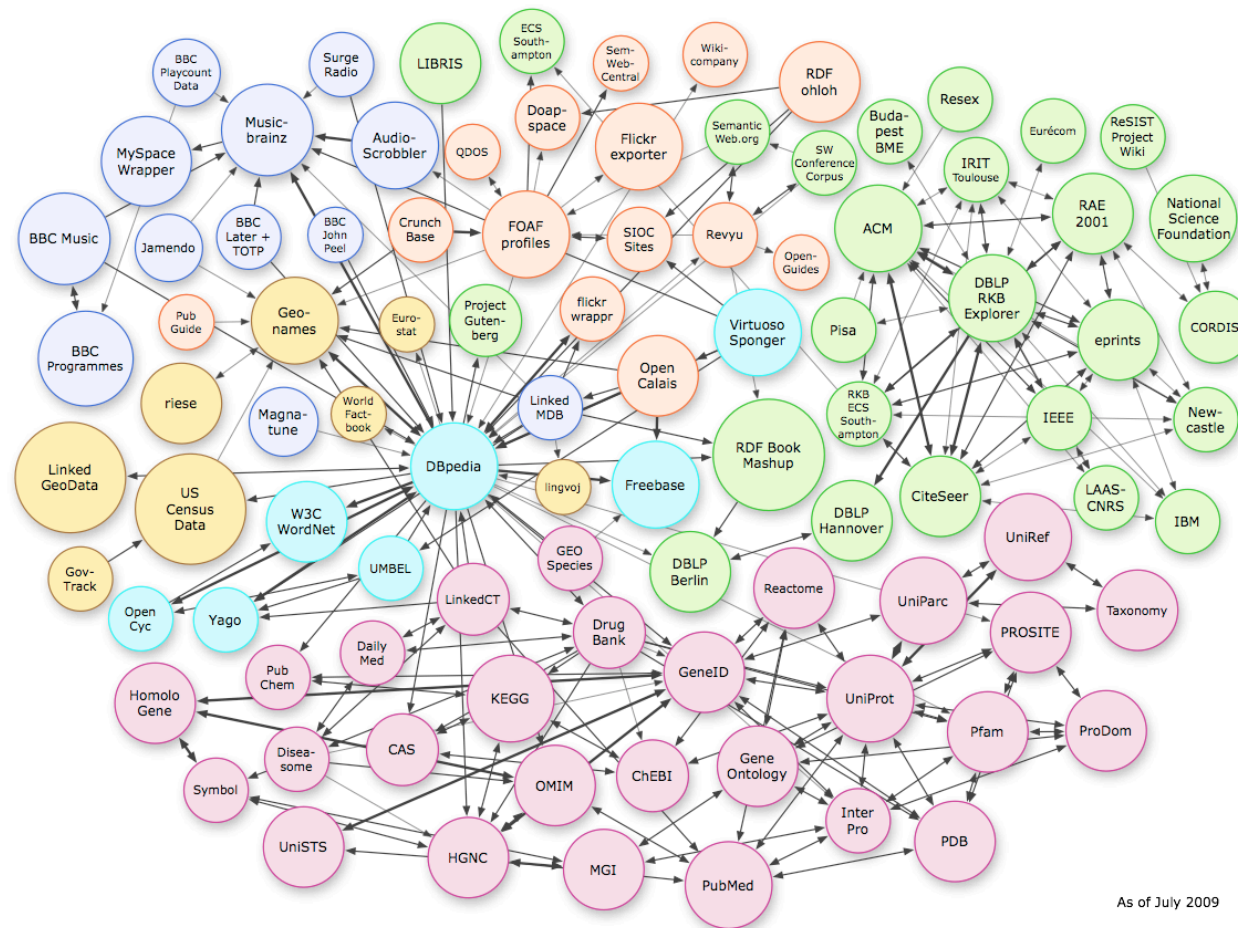 BBC
Playcount
Data
Surge
Radio
LIBRIS
ECS
South-
ampton
Sem-
Web-
Central
Wiki-
company
RDF
ohloh
Music-
brainz
Audio-
Scrobbler
MySpace
Wrapper
QDOS
Doap-
space
Flickr
exporter
Semantic
Web.org
SW
Conference
Corpus
Buda-
pest
BME
Resex
IRIT
Toulouse
Eurécom
ReSIST
Project
Wiki
BBC Music
Jamendo
BBC
Later +
TOTP
BBC
John
Peel
Crunch
Base
FOAF
profiles
SIOC
Sites
Revyu
Open-
Guides
ACM
RAE
2001
National
Science
Foundation
DBLP
RKB
Explorer
Pub
Guide
Geo-
names
Euro-
stat
Project
Guten-
berg
flickr
wrappr
Virtuoso
Sponger
Pisa
eprints
CORDIS
BBC
Programmes
riese
Magna-
tune
World
Fact-
book
Linked
MDB
Open
Calais
RKB
ECS
South-
ampton
IEEE
New-
castle
Linked
GeoData
US
Census
Data
W3C
WordNet
DBpedia
lingvoj
Freebase
RDF Book
Mashup
DBLP
Hannover
CiteSeer
LAAS-
CNRS
IBM
Gov-
Track
Open
Cyc
Yago
UMBEL
LinkedCT
GEO
Species
DBLP
Berlin
Reactome
UniParc
UniRef
Taxonomy
PROSITE
Daily
Med
Drug
Bank
Pub
Chem
Homolo
Gene
KEGG
GeneID
UniProt
Pfam
ProDom
Disea-
some
CAS
Symbol
OMIM
ChEBI
Gene
Ontology
Inter
Pro
PDB
UniSTS
HGNC
MGI
PubMed
As of July 2009